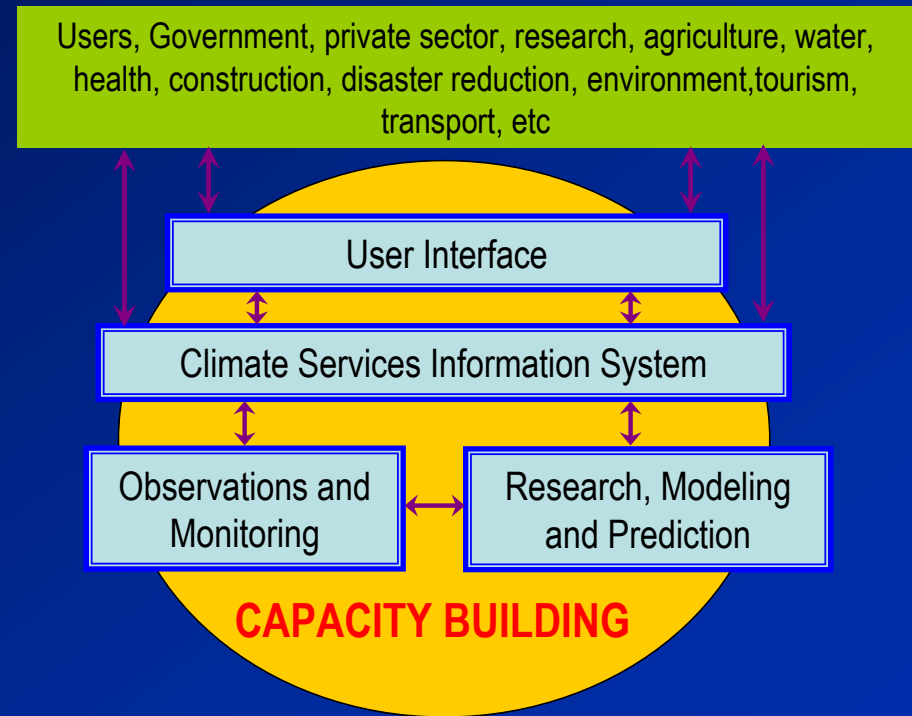 Users, Government, private sector, research, agriculture, water,
health, construction, disaster reduction, environment,tourism,
transport, etc
User Interface
Climate Services Information System
Observations and
Monitoring
Research, Modeling
and Prediction
CAPACITY BUILDING